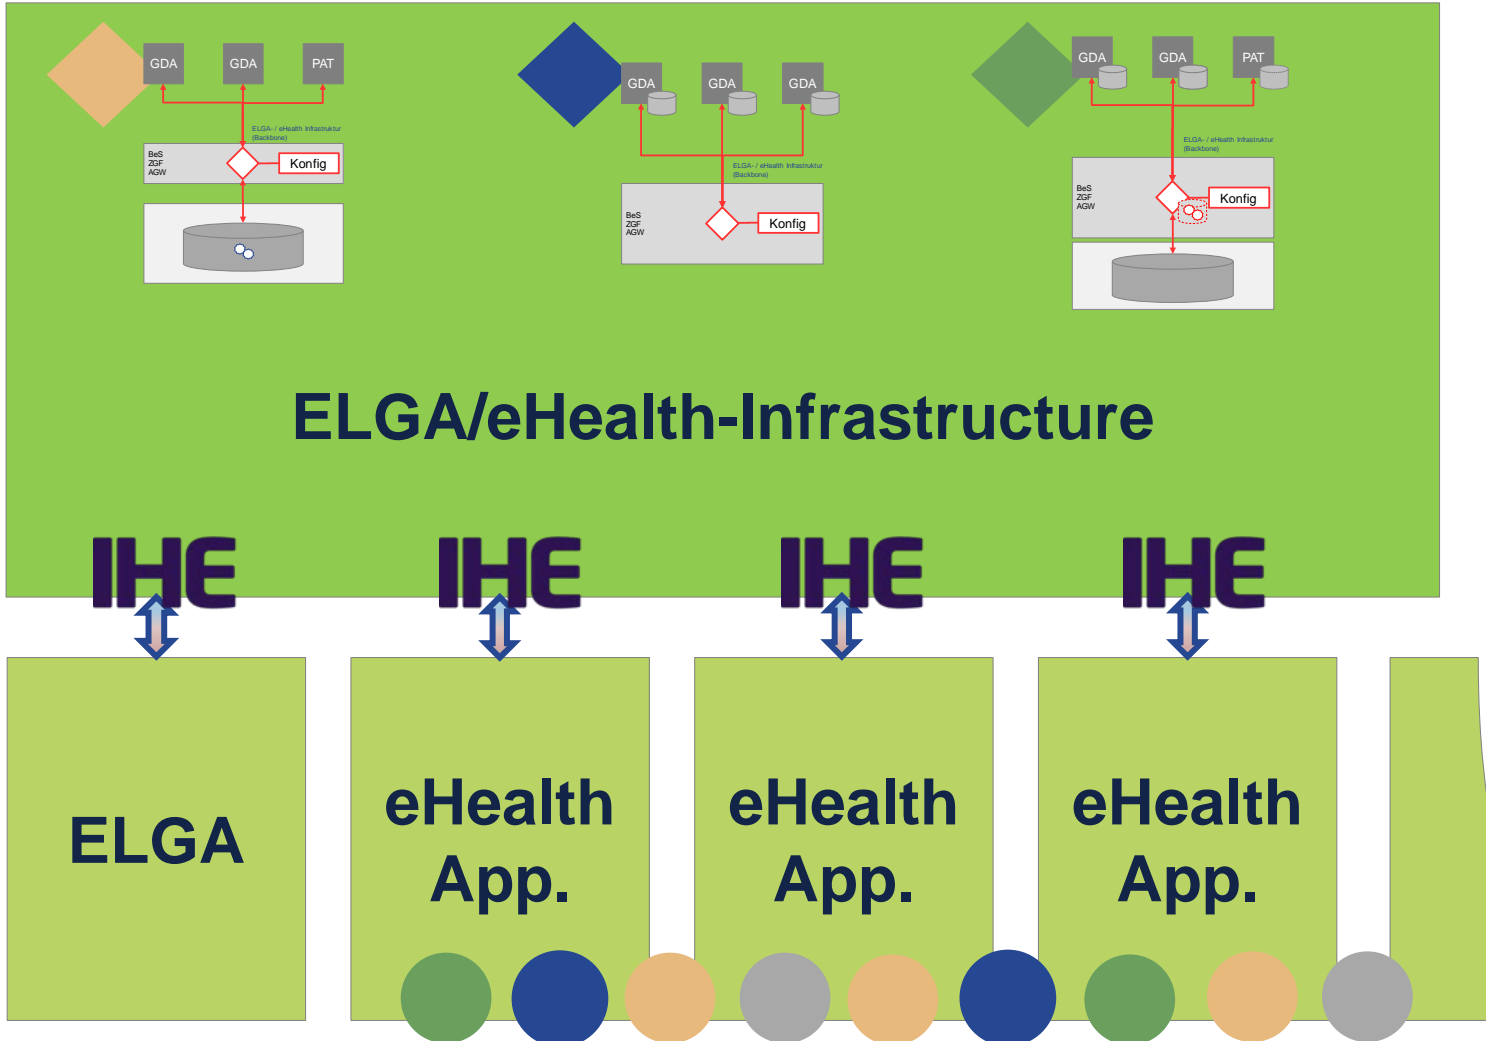 GDA GDA PAT
ELGA- / eHealth Infrastruktur
(Backbone)
BeS
ZGF
AGW
Konfig
GDA GDA GDA
ELGA- / eHealth Infrastruktur
(Backbone)
BeS
ZGF
AGW
Konfig
GDA GDA PAT
ELGA- / eHealth Infrastruktur
(Backbone)
BeS
ZGF
AGW
Konfig
ELGA/eHealth-Infrastructure
IHE IHE IHE IHE
ELGA
eHealth
App.
eHealth
App.
eHealth
App.